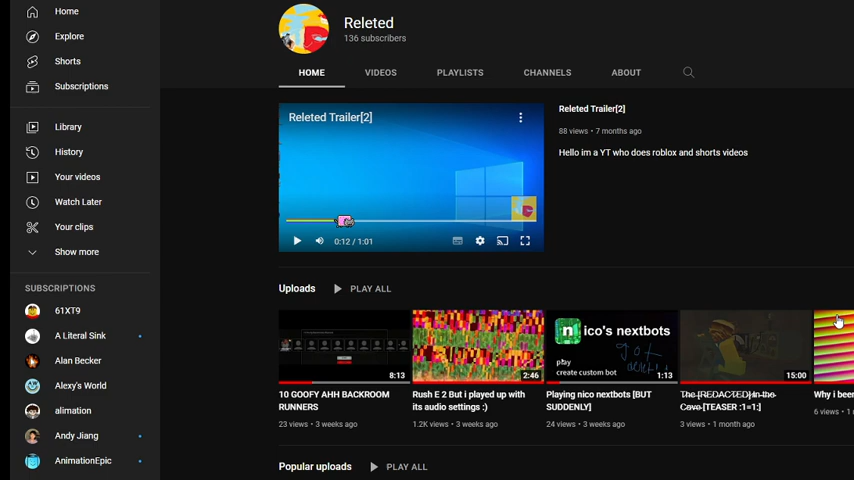 Home
Explore
Shorts
Subscriptions
Library
History
Your videos
Watch Later
Your clips
Show more
SUBSCRIPTIONS
61XT9
A Literal Sink
Alan Becker
Alexy's World
alimation
Andy Jiang
AnimationEpic
Releted
136 subscribers
HOME VIDEOS PLAYLISTS CHANNELS ABOUT
Releted Trailer[2]
0:12 / 1:01
Releted Trailer[2]
88 views • 7 months ago
Hello im a YT who does roblox and shorts videos
Uploads PLAY ALL
8:13
10 GOOFY AHH BACKROOM
RUNNERS
23 views • 3 weeks ago
2:46
Rush E 2 But i played up with
its audio settings :)
1.2K views • 3 weeks ago
n ico's nextbots
play
create custom bot
got
1:13
Playing nico nextbots [BUT
SUDDENLY]
24 views • 3 weeks ago
15:00
The [REDACTED] In the
Cave [TEASER :1=1:]
3 views • 1 month ago
Why i been
6 views • 1
Popular uploads PLAY ALL